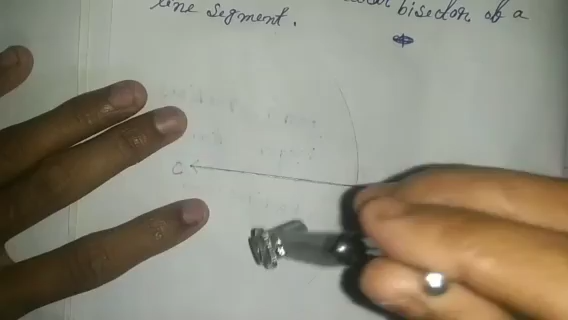 bisector of a
line segment.
C